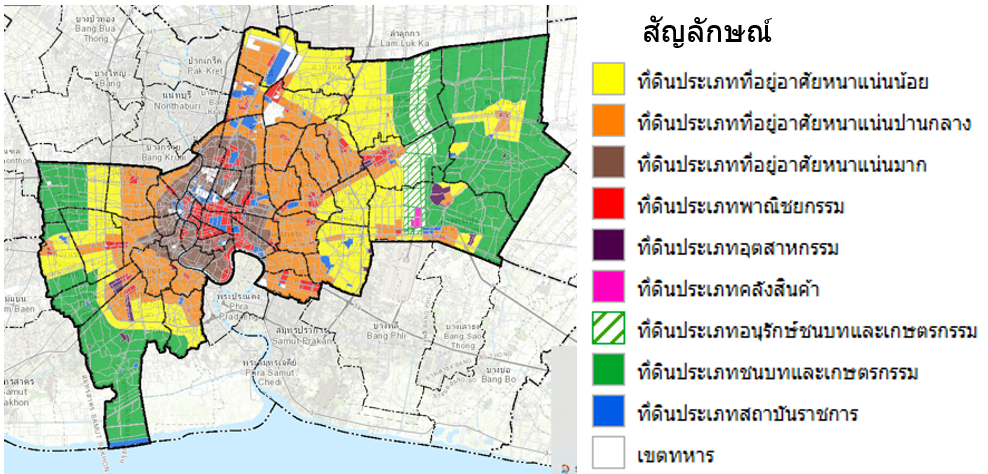 บางบัวทอง
Bang Bua
Thong
ลำลูกกา
Lam Luk Ka
ปากเกร็ด
Pak-Kret
บางใหญ่
Bang
นนทบุรี
Nonthaburi
บางกรวย
Bang Kruai
พระประแดง
Phra
Pradaeng
สมุทรปราการ
Samut-Prakan
บางพลี
Bang Phli
บางเสาธง
Bang Sao
Thong
พระสมุทรเจดีย์
Phra Samut
Chedi
บางบ่อ
Bang Bo
สัญลักษณ์
ที่ดินประเภทที่อยู่อาศัยหนาแน่นน้อย
ที่ดินประเภทที่อยู่อาศัยหนาแน่นปานกลาง
ที่ดินประเภทที่อยู่อาศัยหนาแน่นมาก
ที่ดินประเภทพาณิชยกรรม
ที่ดินประเภทอุตสาหกรรม
ที่ดินประเภทคลังสินค้า
ที่ดินประเภทอนุรักษ์ชนบทและเกษตรกรรม
ที่ดินประเภทชนบทและเกษตรกรรม
ที่ดินประเภทสถาบันราชการ
เขตทหาร